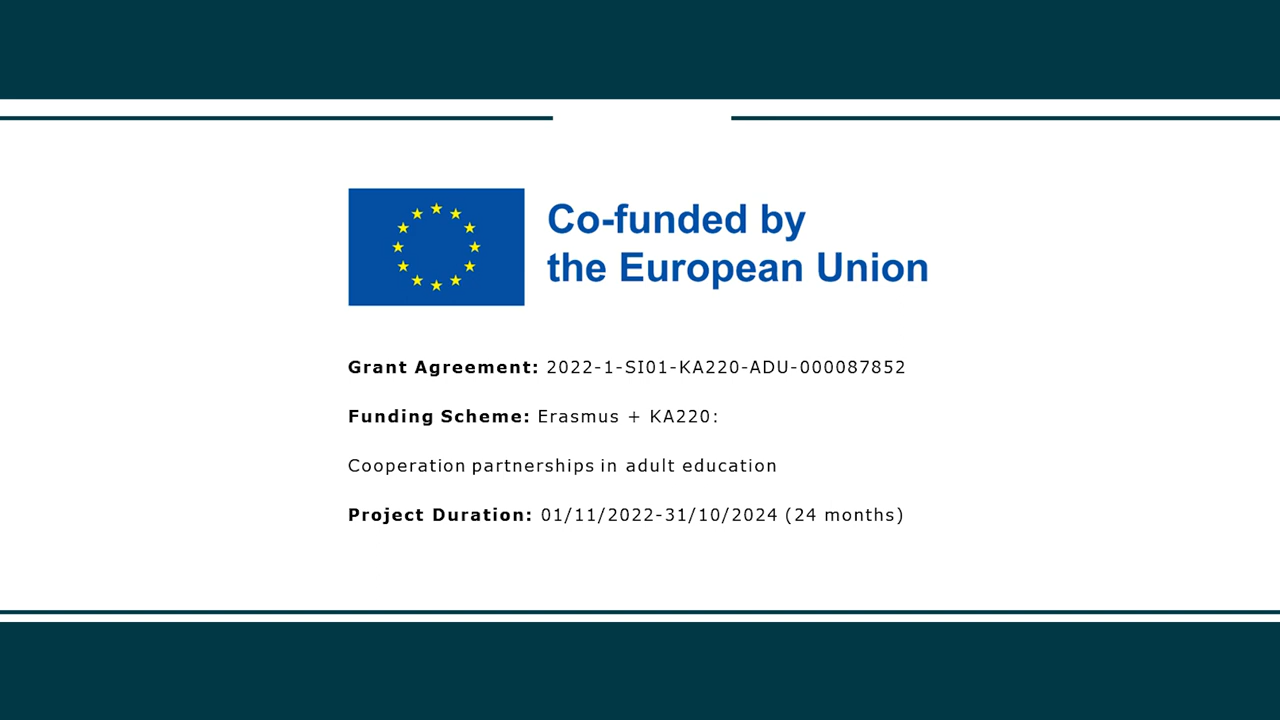 Co-funded by
the European Union
Grant Agreement: 2022-1-SI01-KA220-ADU-000087852
Funding Scheme: Erasmus + KA220:
Cooperation partnerships in adult education
Project Duration: 01/11/2022-31/10/2024 (24 months)